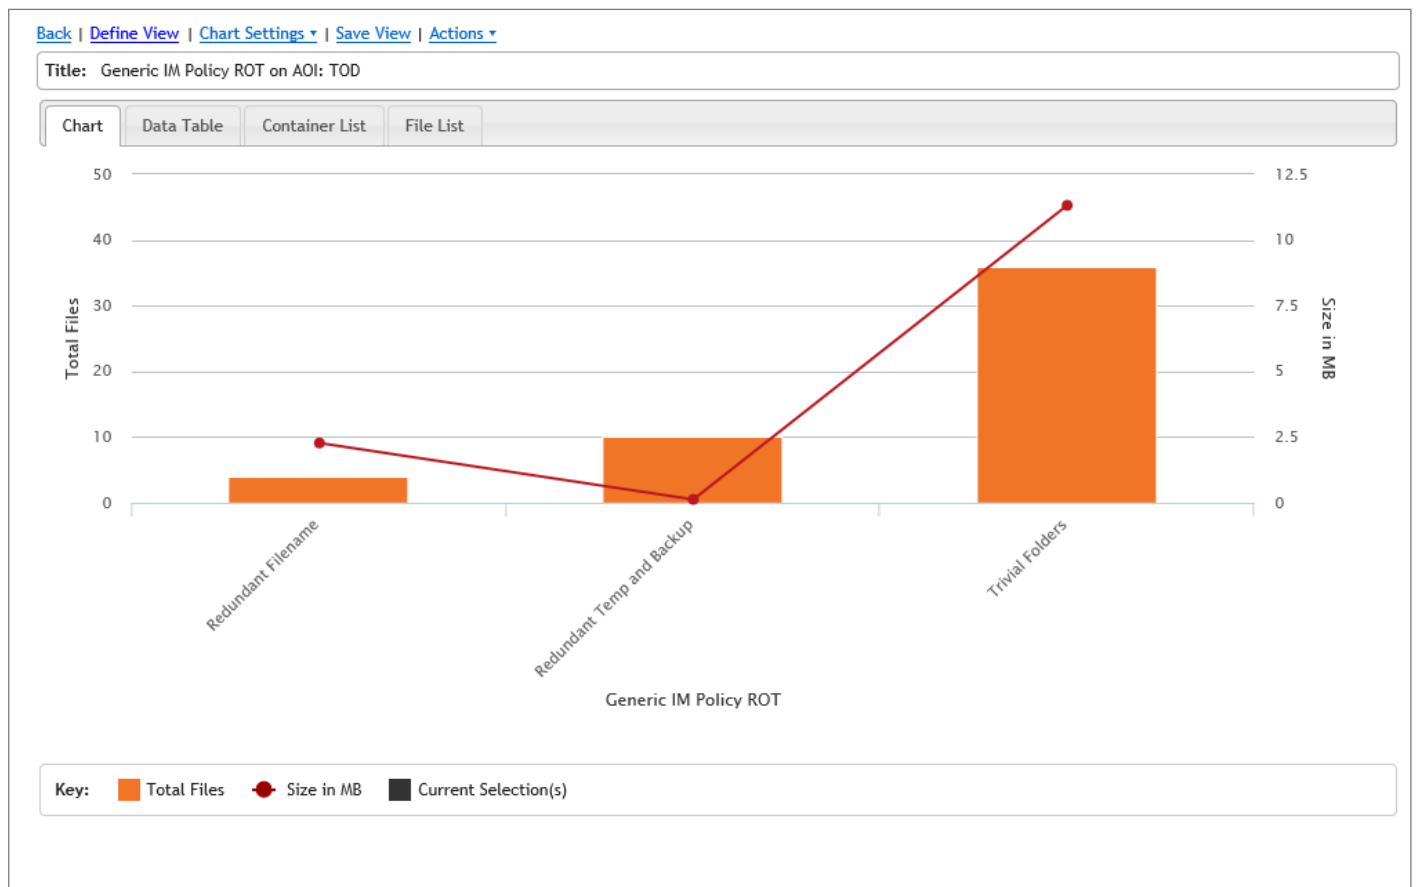 Back | Define View | Chart Settings ▾ | Save View | Actions ▾
Title: Generic IM Policy ROT on AOI: TOD
Chart Data Table Container List File List
50
40
30
20
10
0
Total Files
12.5
10
7.5
5
2.5
0
Size in MB
Redundant Filename
Redundant Temp and Backup
Trivial Folders
Generic IM Policy ROT
Key: Total Files Size in MB Current Selection(s)